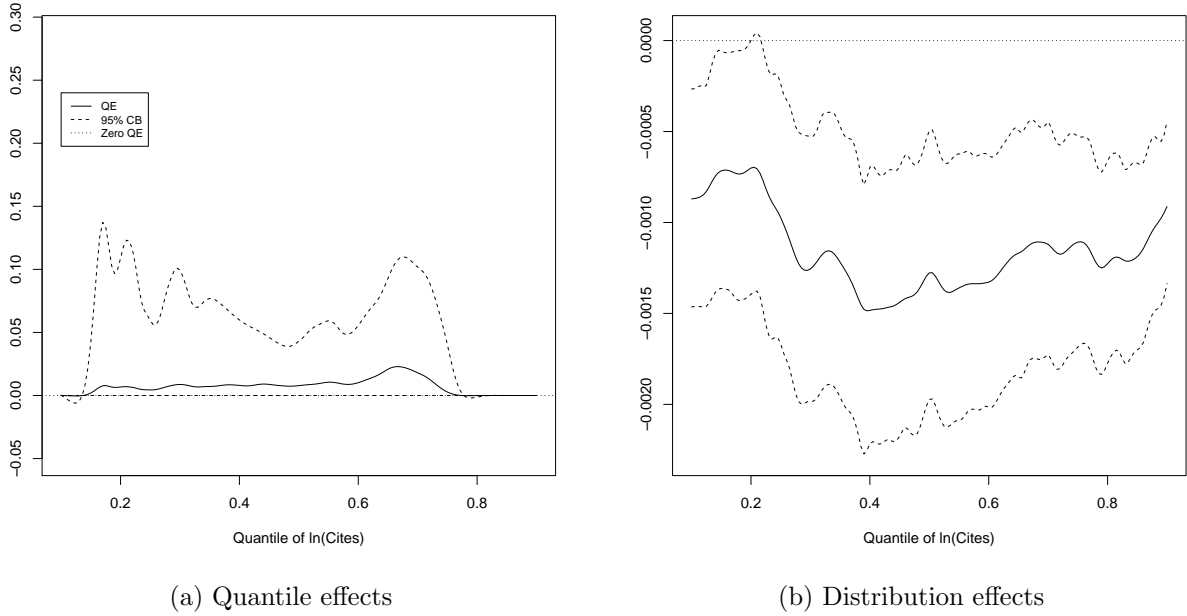 0.30
0.25
0.20
0.15
0.10
0.05
0.00
−0.05
QE
95% CB
Zero QE
0.2 0.4 0.6 0.8
Quantile of ln(Cites)
(a) Quantile effects
0.0000
−0.0005
−0.0010
−0.0015
−0.0020
0.2 0.4 0.6 0.8
Quantile of ln(Cites)
(b) Distribution effects